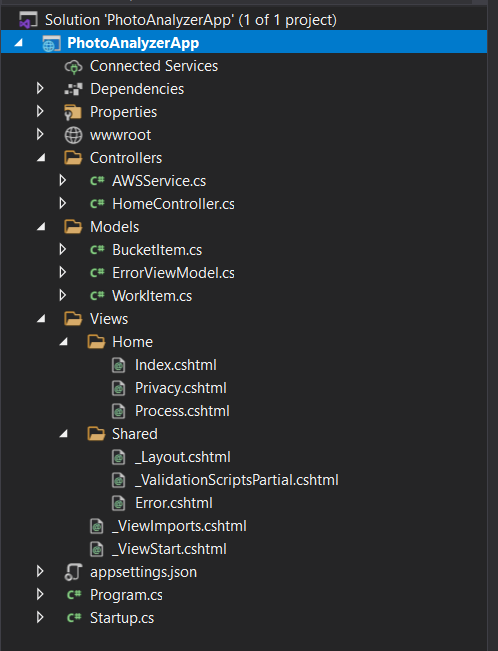 Solution 'PhotoAnalyzerApp' (1 of 1 project)
PhotoAnalyzerApp
Connected Services
Dependencies
Properties
wwwroot
Controllers
C# AWSService.cs
C# HomeController.cs
Models
C# BucketItem.cs
C# ErrorViewModel.cs
C# WorkItem.cs
Views
Home
Index.cshtml
Privacy.cshtml
Process.cshtml
Shared
_Layout.cshtml
_ValidationScriptsPartial.cshtml
Error.cshtml
_ViewImports.cshtml
_ViewStart.cshtml
appsettings.json
C# Program.cs
C# Startup.cs